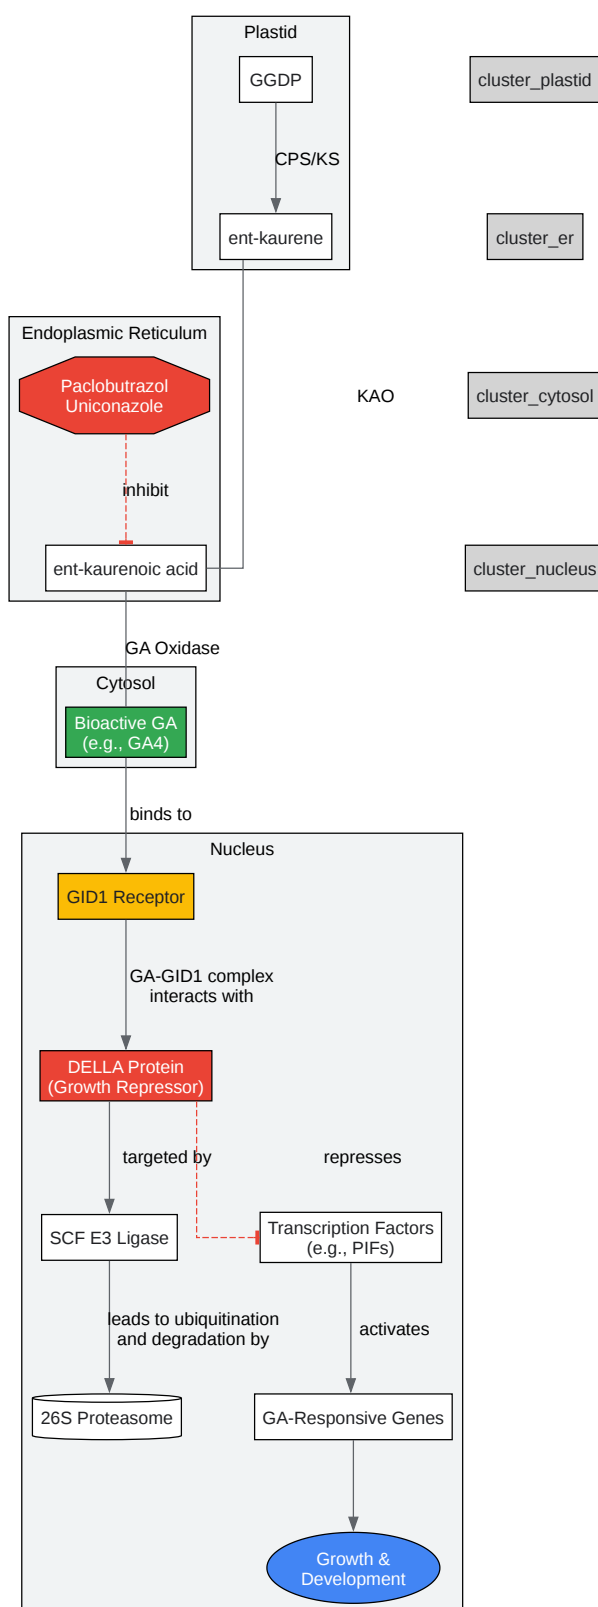 Plastid
GGDP
cluster_plastid
CPS/KS
ent-kaurene
cluster_er
Endoplasmic Reticulum
Paclobutrazol
Uniconazole
KAO
cluster_cytosol
inhibit
ent-kaurenoic acid
cluster_nucleus
GA Oxidase
Cytosol
Bioactive GA
(e.g., GA4)
binds to
Nucleus
GID1 Receptor
GA-GID1 complex
interacts with
DELLA Protein
(Growth Repressor)
targeted by
represses
SCF E3 Ligase
Transcription Factors
(e.g., PIFs)
leads to ubiquitination
and degradation by
activates
26S Proteasome
GA-Responsive Genes
Growth &
Development